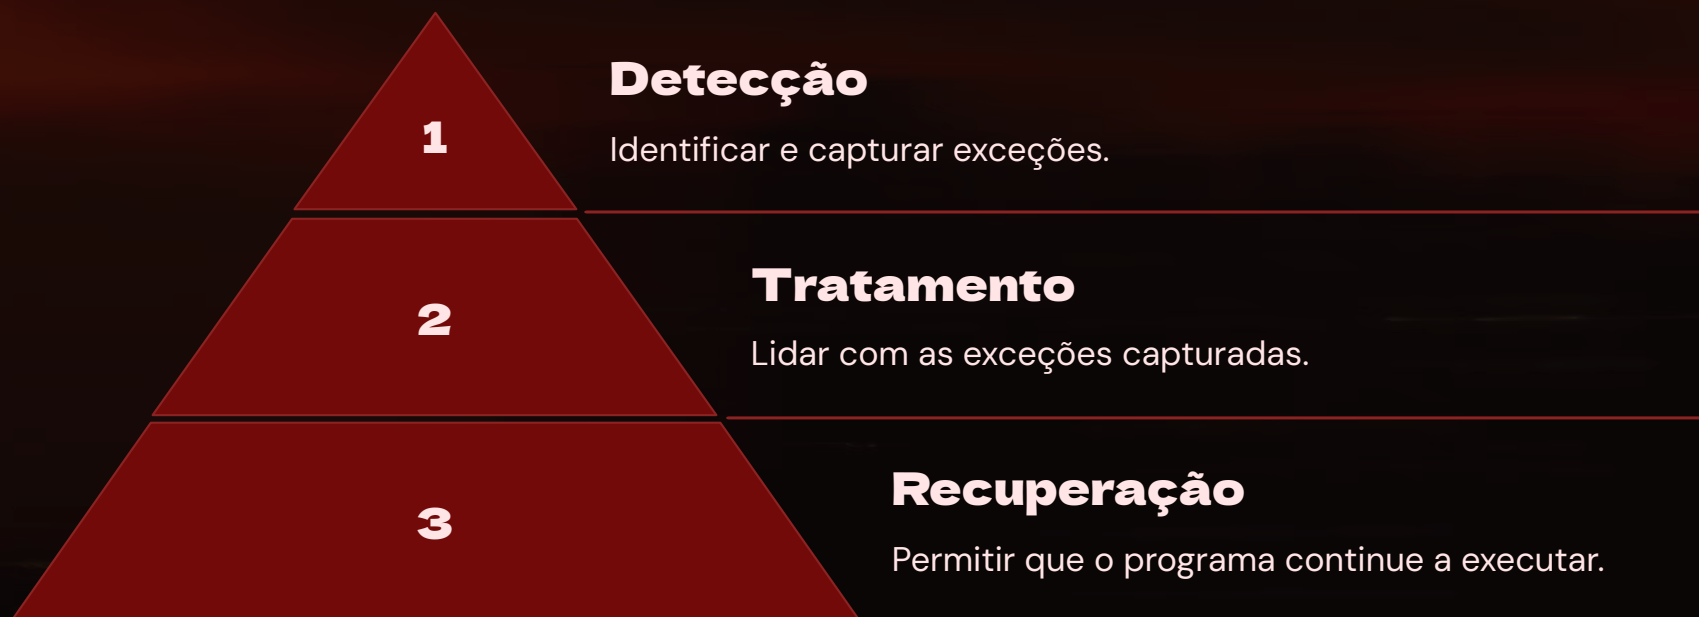 1
Detecção
Identificar e capturar exceções.
2
Tratamento
Lidar com as exceções capturadas.
3
Recuperação
Permitir que o programa continue a executar.